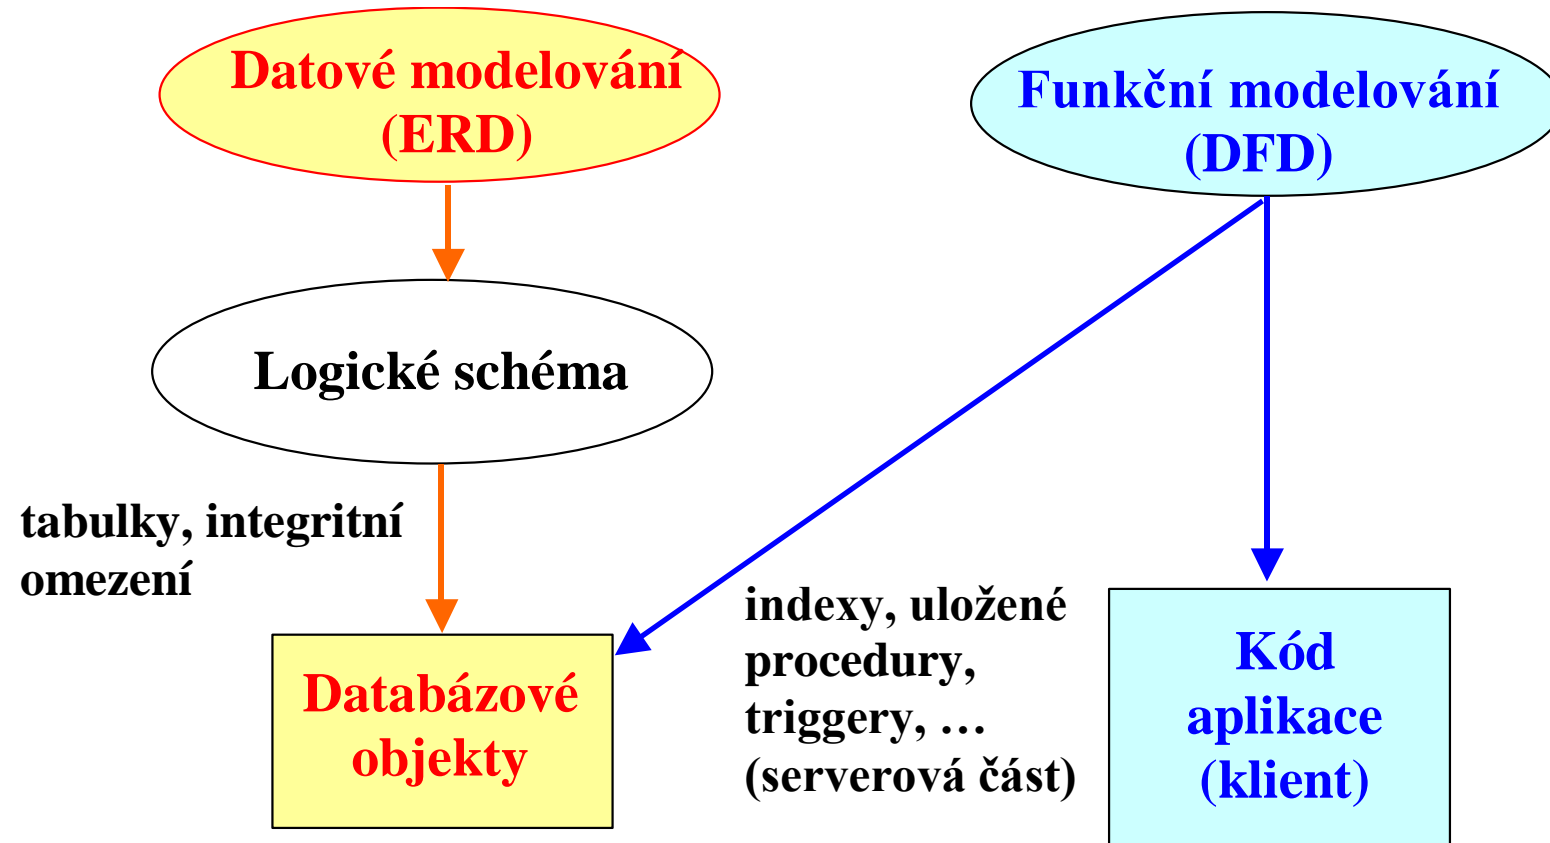 Datové modelování
(ERD)
Funkční modelování
(DFD)
Logické schéma
tabulky, integritní
omezení
indexy, uložené
procedury,
triggery, …
(serverová část)
Databázové
objekty
Kód
aplikace
(klient)